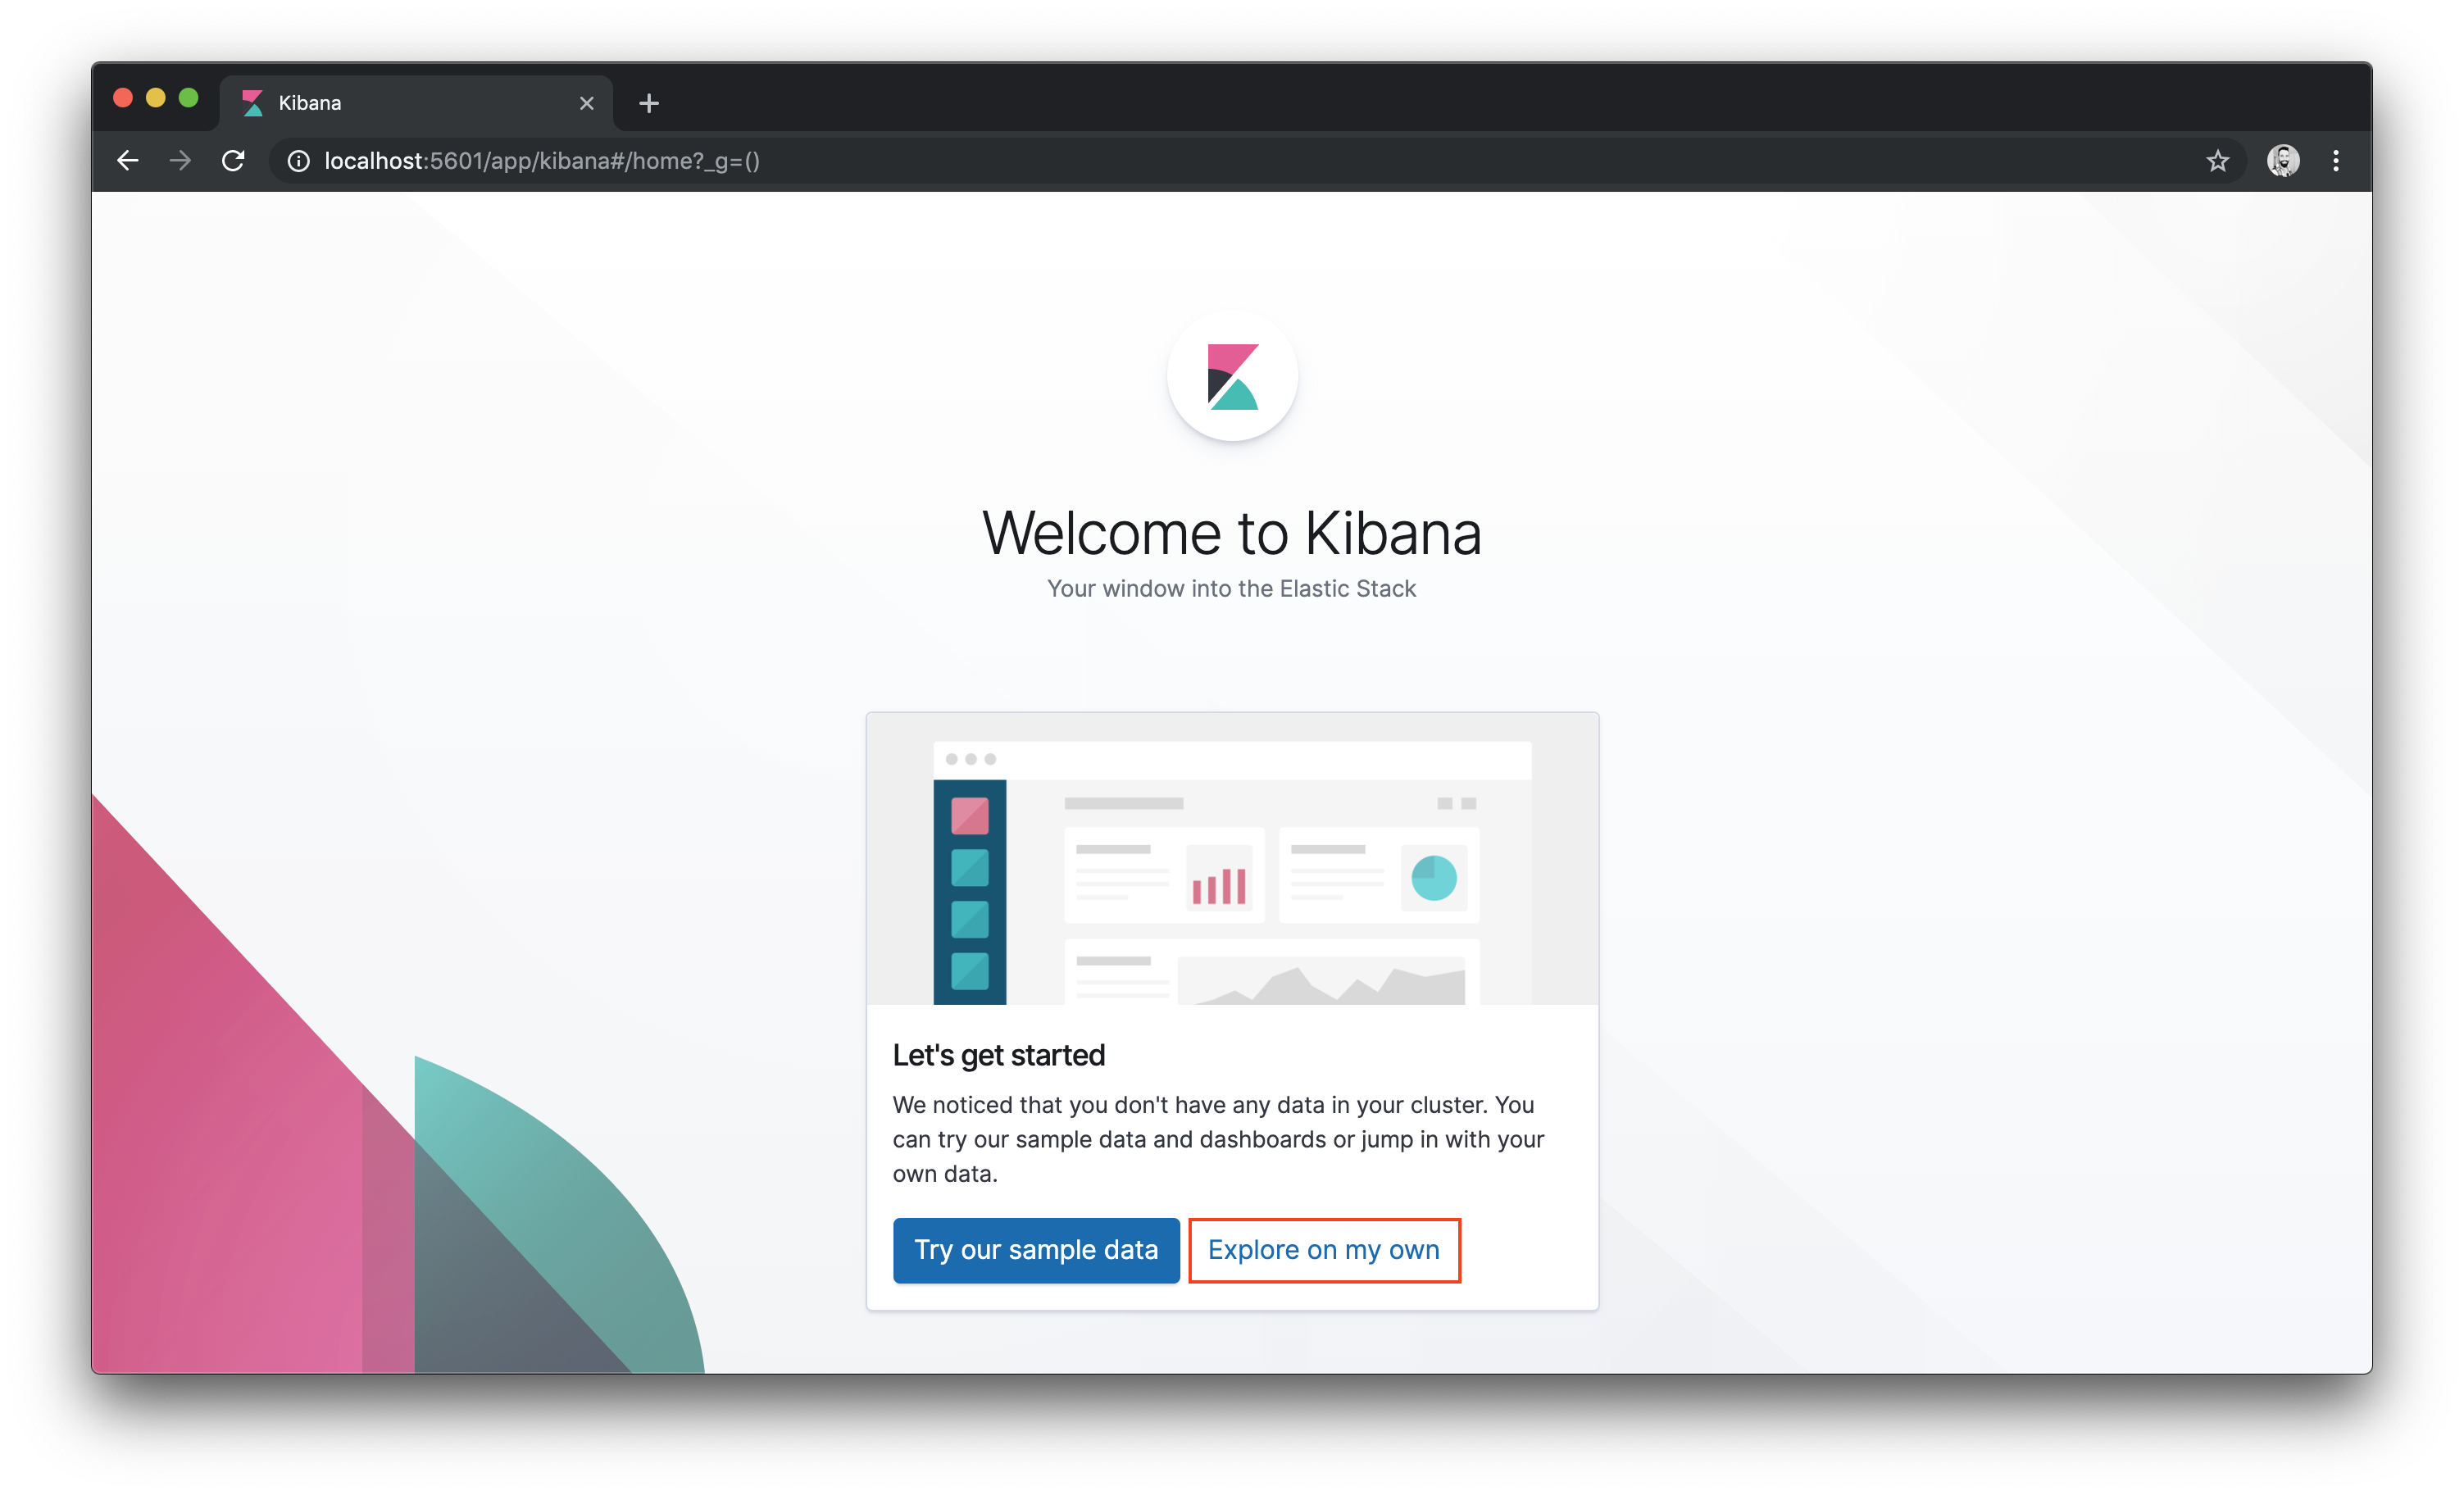 Kibana
localhost:5601/app/kibana#/home?_g=()
Welcome to Kibana
Your window into the Elastic Stack
Let's get started
We noticed that you don't have any data in your cluster. You
can try our sample data and dashboards or jump in with your
own data.
Try our sample data Explore on my own